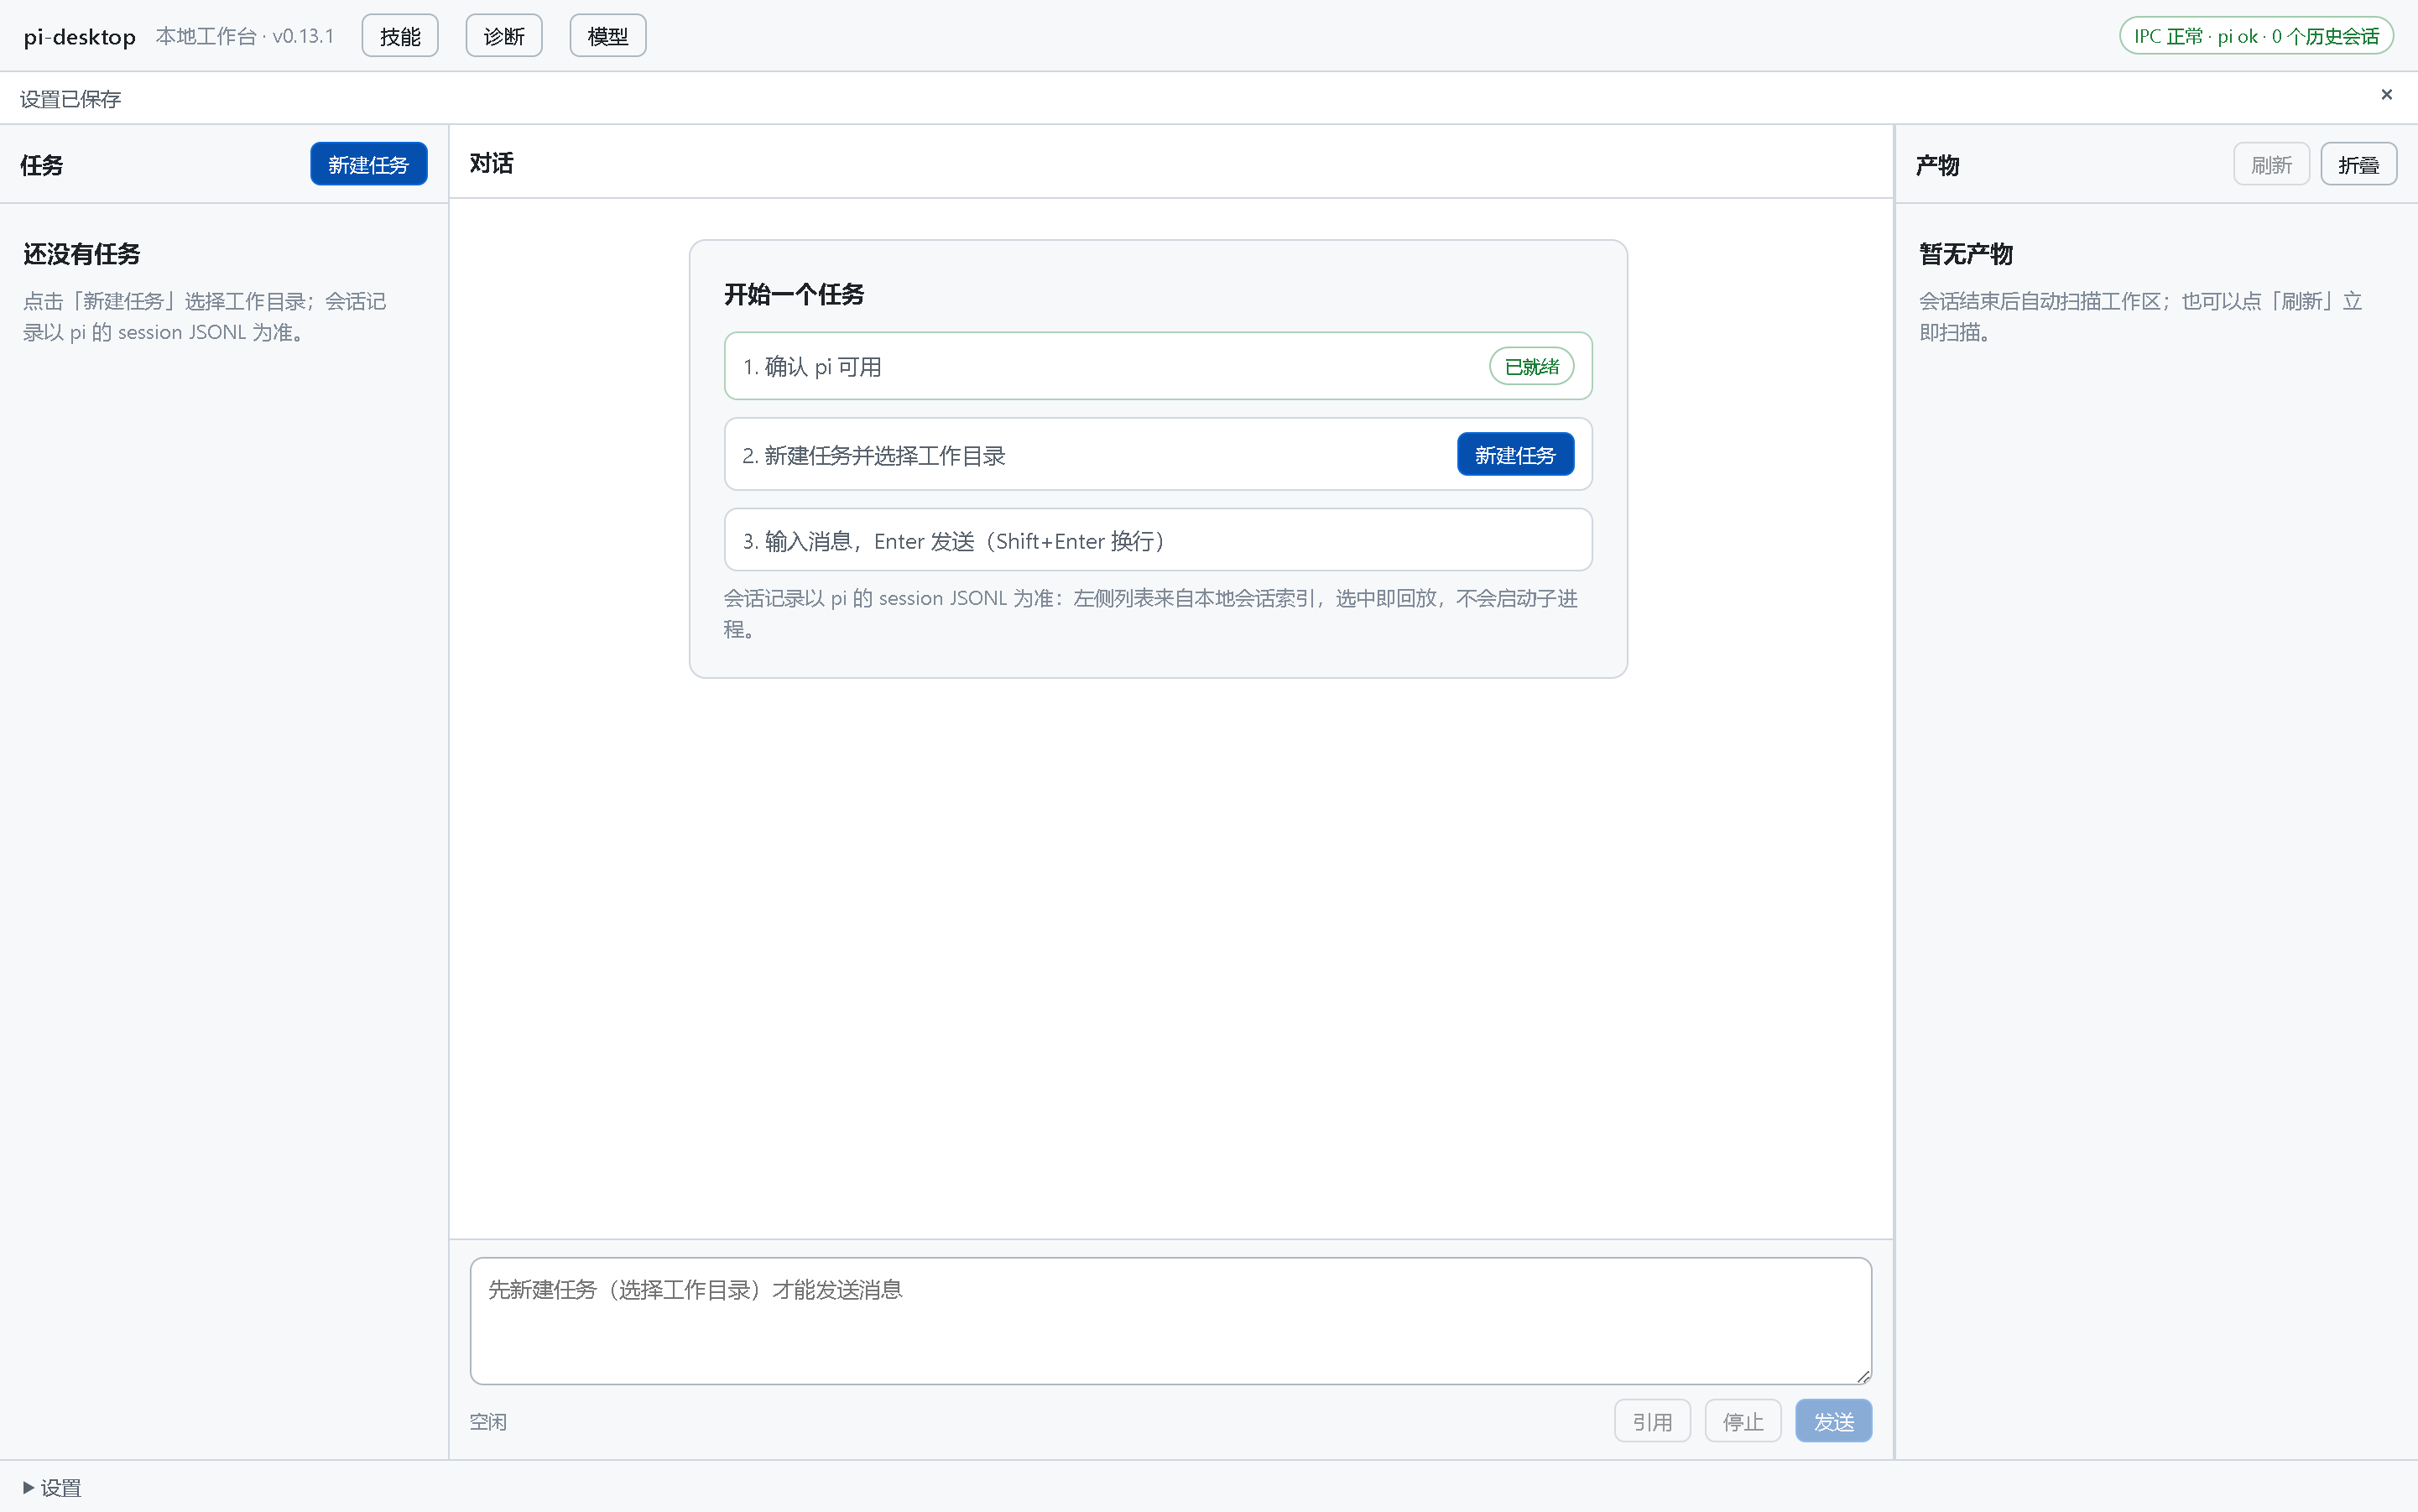 pi-desktop 本地工作台 · v0.13.1 技能 诊断 模型 IPC 正常 · pi ok · 0 个历史会话
设置已保存 ×
任务 新建任务
还没有任务
点击「新建任务」选择工作目录；会话记
录以 pi 的 session JSONL 为准。
对话
开始一个任务
1. 确认 pi 可用 已就绪
2. 新建任务并选择工作目录 新建任务
3. 输入消息，Enter 发送（Shift+Enter 换行）
会话记录以 pi 的 session JSONL 为准：左侧列表来自本地会话索引，选中即回放，不会启动子进
程。
先新建任务（选择工作目录）才能发送消息
空闲 引用 停止 发送
产物 刷新 折叠
暂无产物
会话结束后自动扫描工作区；也可以点「刷新」立
即扫描。
▶ 设置